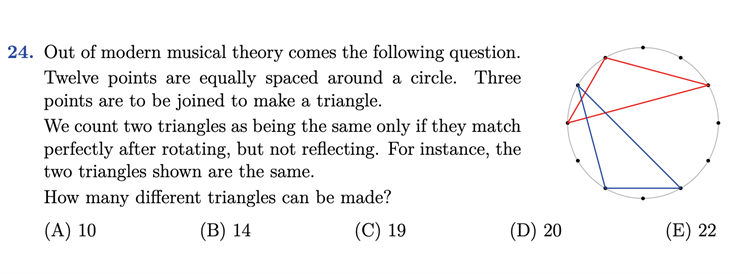 24. Out of modern musical theory comes the following question.
Twelve points are equally spaced around a circle. Three
points are to be joined to make a triangle.
We count two triangles as being the same only if they match
perfectly after rotating, but not reflecting. For instance, the
two triangles shown are the same.
How many different triangles can be made?
(A) 10 (B) 14 (C) 19 (D) 20 (E) 22